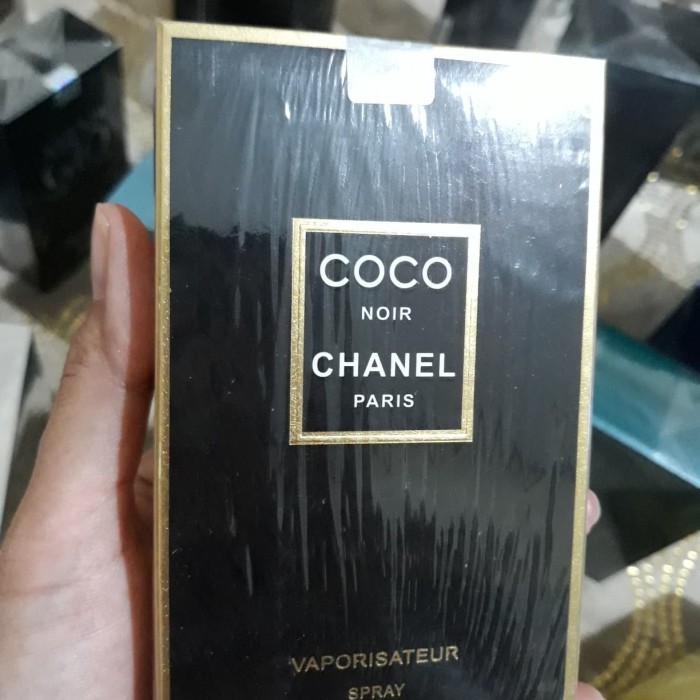 COCO
NOIR
CHANEL
PARIS
VAPORISATEUR
SPRAY